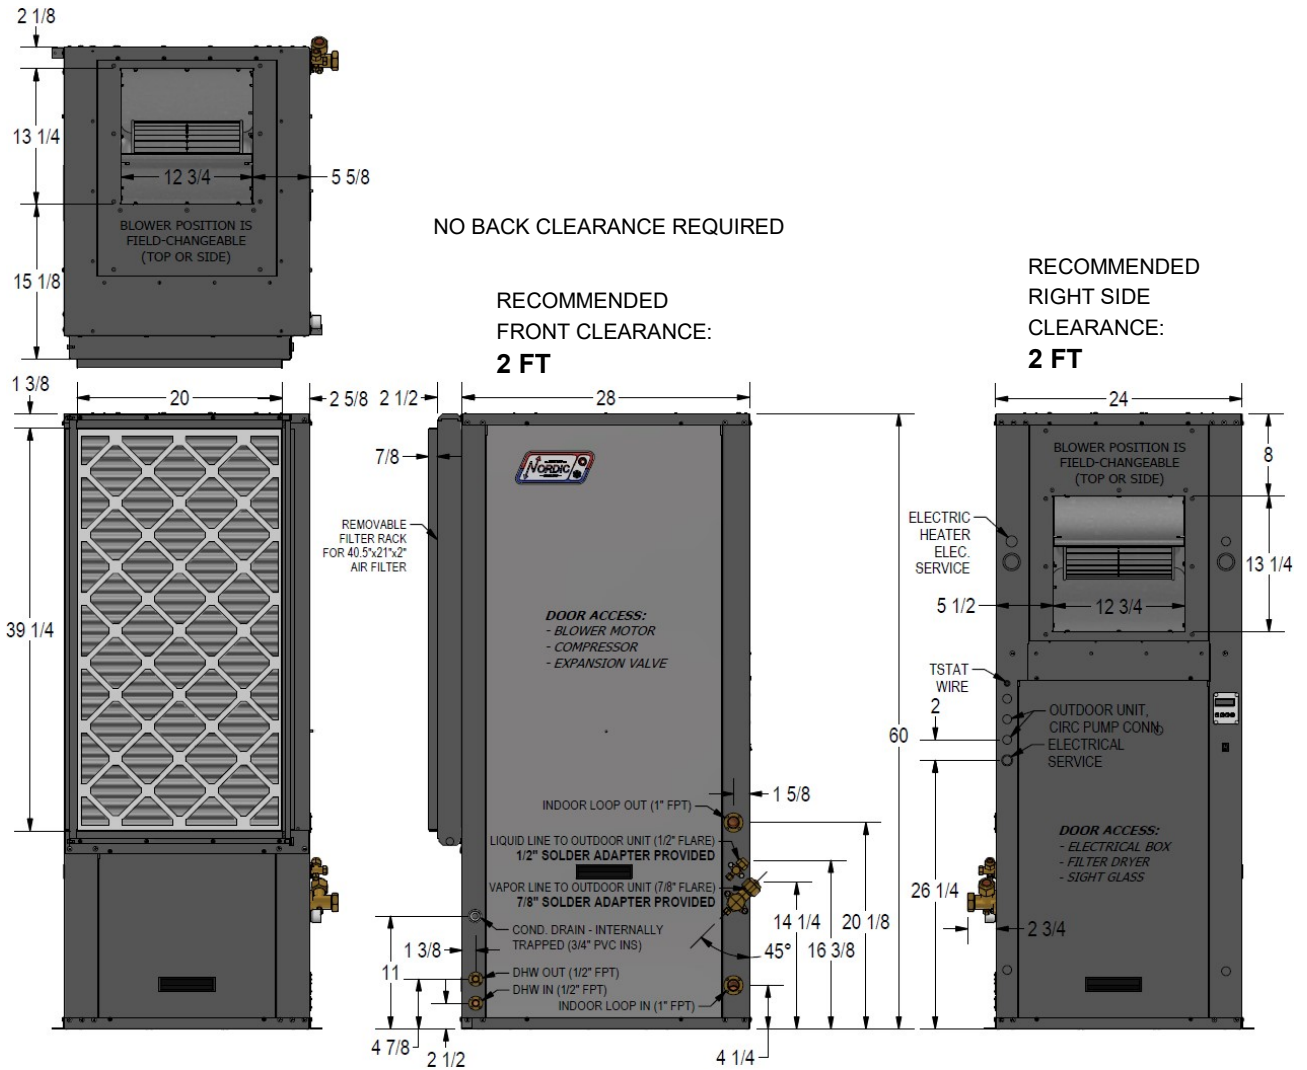 2 1/8
13 1/4
12 3/4
5 5/8
BLOWER POSITION IS
FIELD-CHANGEABLE
(TOP OR SIDE)
15 1/8
NO BACK CLEARANCE REQUIRED
RECOMMENDED
FRONT CLEARANCE:
2 FT
RECOMMENDED
RIGHT SIDE
CLEARANCE:
2 FT
1 3/8
20
2 5/8
39 1/4
2 1/2
28
7/8
NORDIC
REMOVABLE
FILTER RACK
FOR 40.5"x21"x2"
AIR FILTER
DOOR ACCESS:
- BLOWER MOTOR
- COMPRESSOR
- EXPANSION VALVE
60
1 5/8
INDOOR LOOP OUT (1" FPT)
LIQUID LINE TO OUTDOOR UNIT (1/2" FLARE)
1/2" SOLDER ADAPTER PROVIDED
VAPOR LINE TO OUTDOOR UNIT (7/8" FLARE)
7/8" SOLDER ADAPTER PROVIDED
COND. DRAIN - INTERNALLY
TRAPPED (3/4" PVC INS)
1 3/8
11
DHW OUT (1/2" FPT)
DHW IN (1/2" FPT)
INDOOR LOOP IN (1" FPT)
4 7/8
2 1/2
45°
14 1/4
16 3/8
20 1/8
4 1/4
24
BLOWER POSITION IS
FIELD-CHANGEABLE
(TOP OR SIDE)
8
ELECTRIC
HEATER
ELEC.
SERVICE
13 1/4
5 1/2
12 3/4
TSTAT
WIRE
2
OUTDOOR UNIT,
CIRC PUMP CONN.
ELECTRICAL
SERVICE
DOOR ACCESS:
- ELECTRICAL BOX
- FILTER DRYER
- SIGHT GLASS
26 1/4
2 3/4